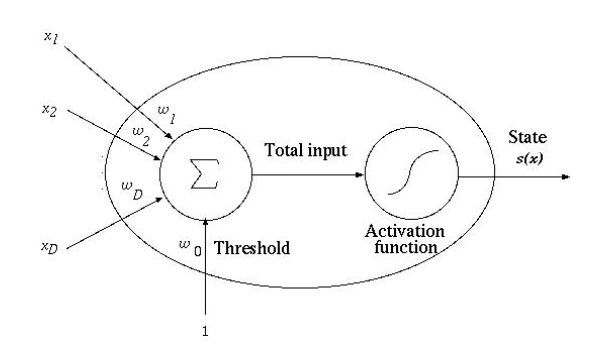 x1
w1
x2
w2
Total input
State
s(x)
Σ
wD
Activation
function
xD
w0 Threshold
1